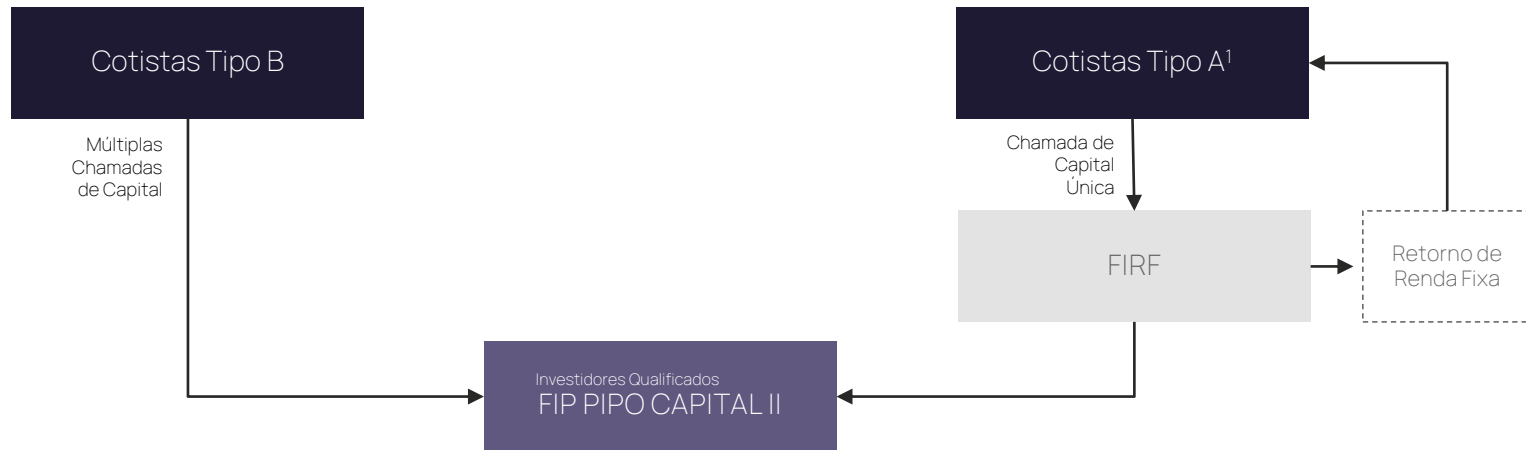 Cotistas Tipo B
Cotistas Tipo A¹
Múltiplas
Chamadas
de Capital
Chamada de
Capital
Única
FIRF
Retorno de
Renda Fixa
Investidores Qualificados
FIP PIPO CAPITAL II